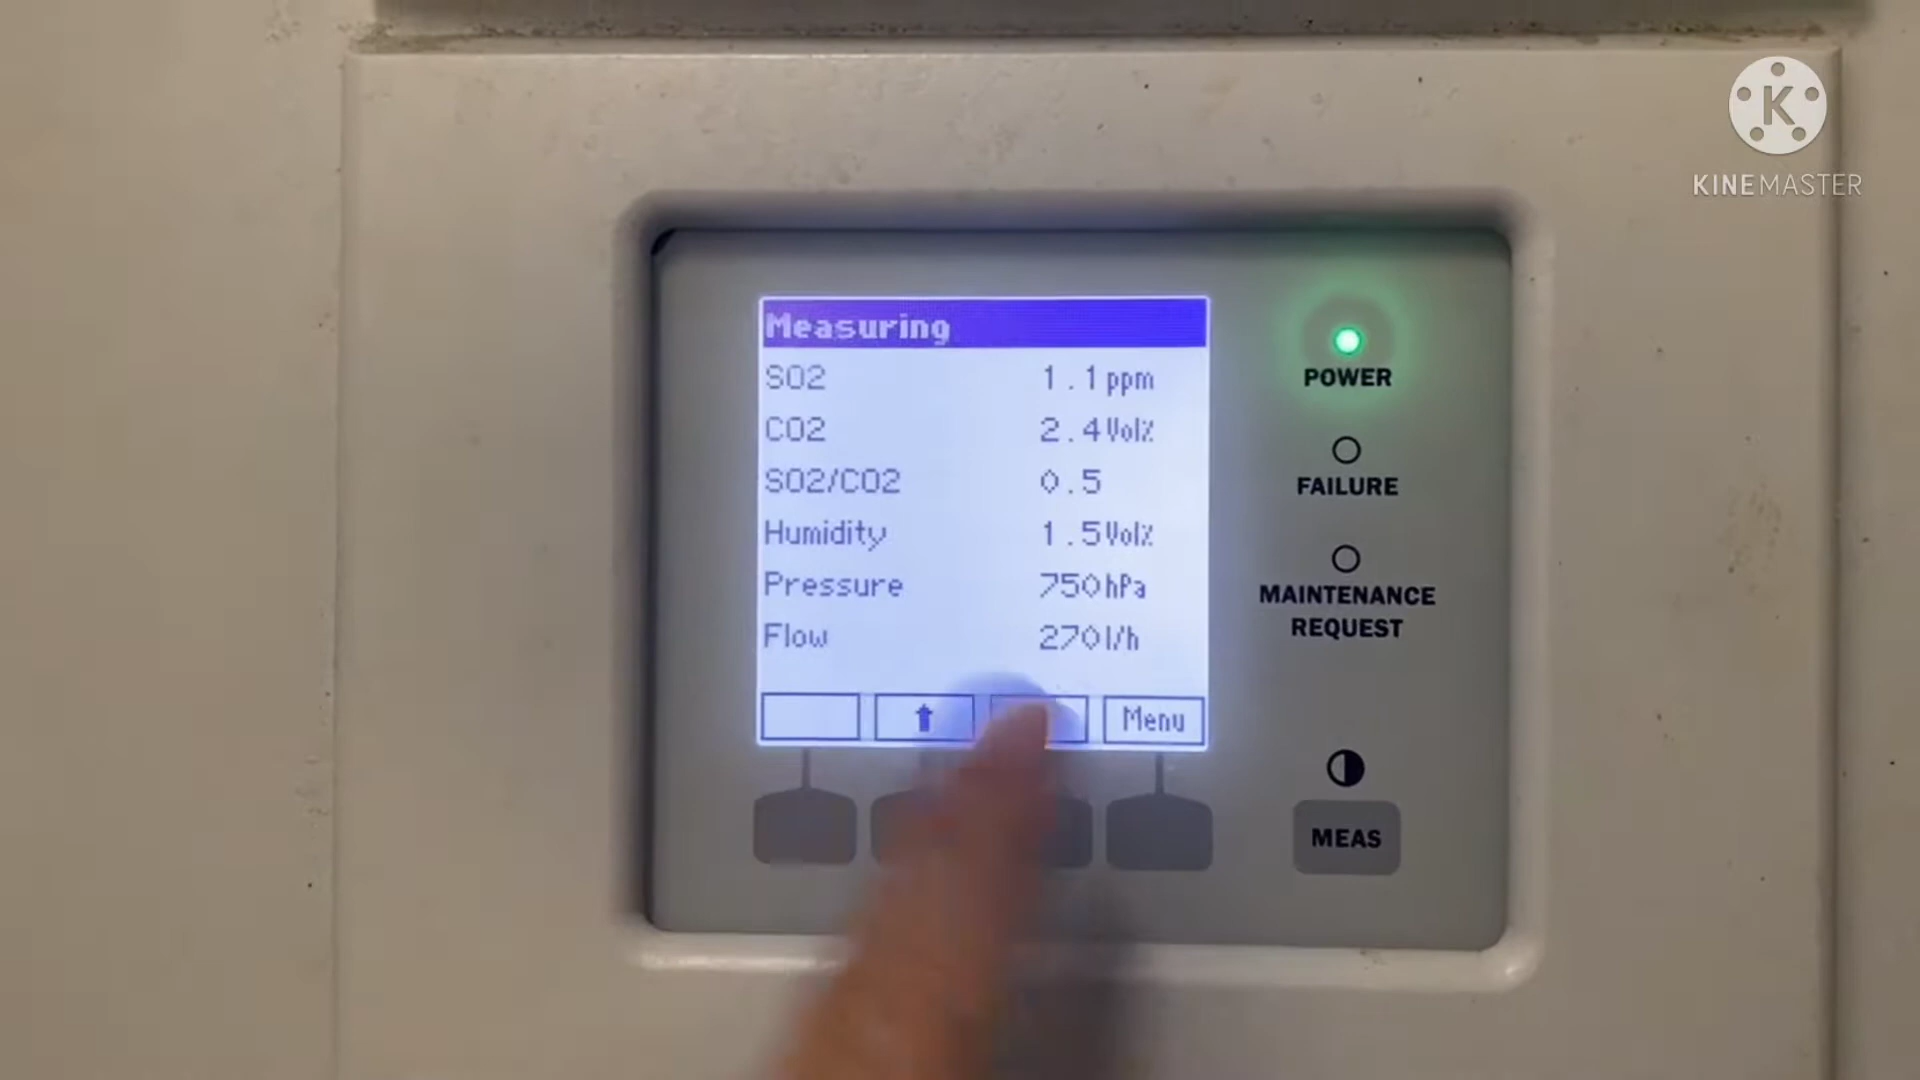 K
KINEMASTER
Measuring
SO2 1.1 ppm
CO2 2.4 Vol%
SO2/CO2 0.5
Humidity 1.5 Vol%
Pressure 750 hPa
Flow 270 l/h
↑ Menu
POWER
FAILURE
MAINTENANCE
REQUEST
MEAS